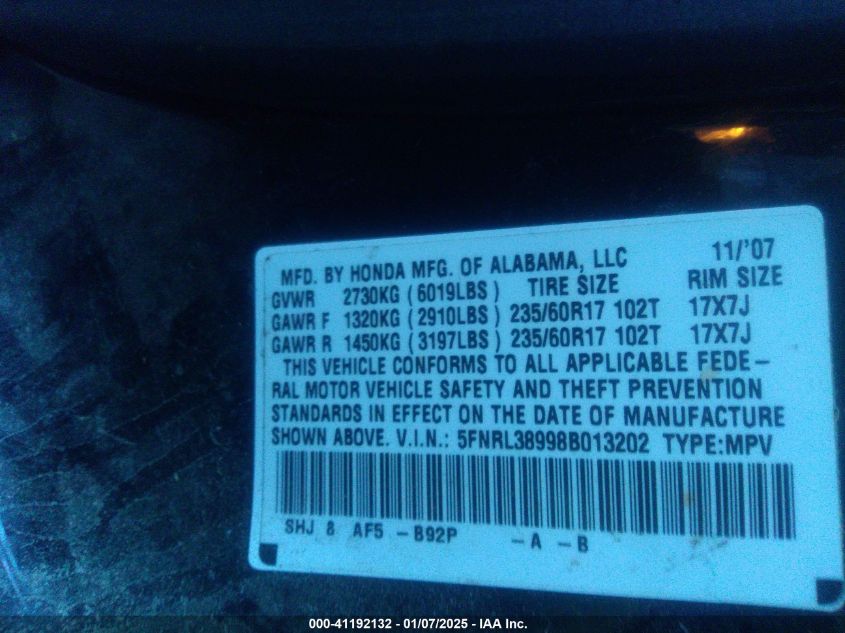 MFD. BY HONDA MFG. OF ALABAMA, LLC 11/'07
GVWR 2730KG ( 6019LBS ) TIRE SIZE RIM SIZE
GAWR F 1320KG ( 2910LBS ) 235/60R17 102T 17X7J
GAWR R 1450KG ( 3197LBS ) 235/60R17 102T 17X7J
THIS VEHICLE CONFORMS TO ALL APPLICABLE FEDE-
RAL MOTOR VEHICLE SAFETY AND THEFT PREVENTION
STANDARDS IN EFFECT ON THE DATE OF MANUFACTURE
SHOWN ABOVE. V.I.N.: 5FNRL38998B013202 TYPE:MPV
SHJ 8 AF5 -B92P -A -B
000-41192132 - 01/07/2025 - IAA Inc.